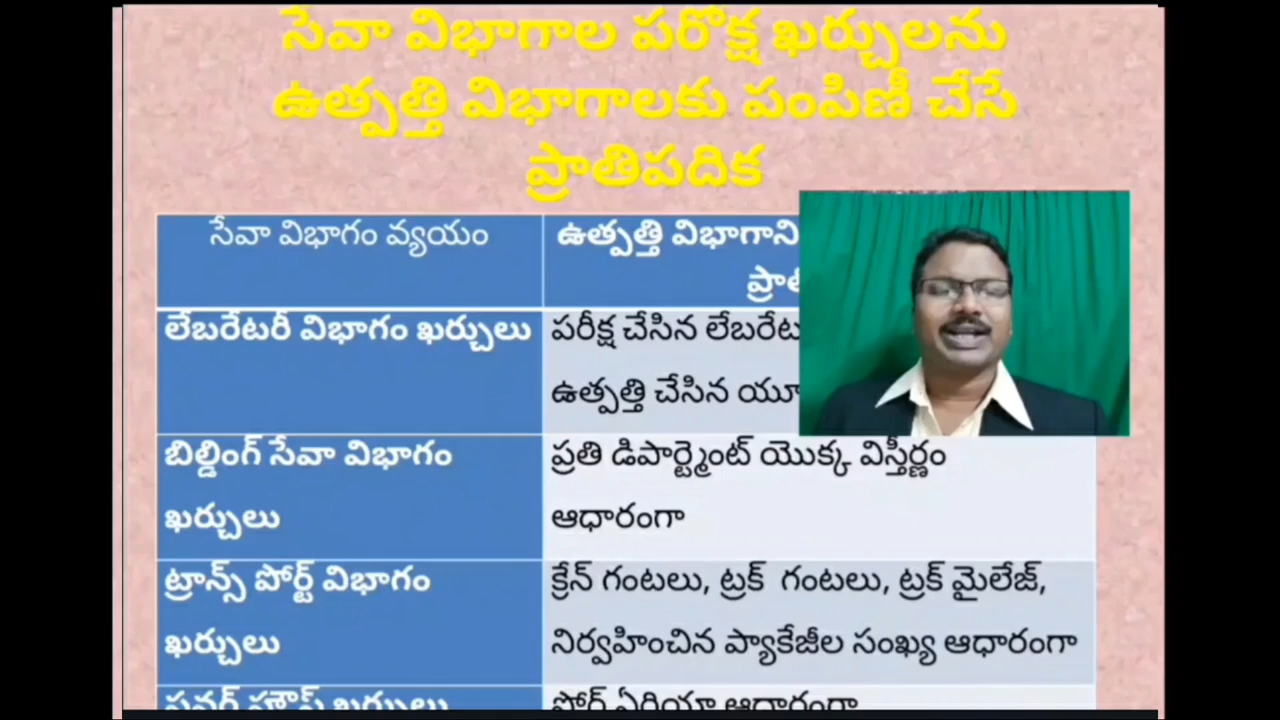 సేవా విభాగాల పరోక్ష ఖర్చులను
ఉత్పత్తి విభాగాలకు పంపిణీ చేసే
ప్రాతిపదిక
సేవా విభాగం వ్యయం
ఉత్పత్తి
లేబరేటరీ విభాగం ఖర్చులు
పరీక్ష చేసిన
ఉత్పత్తి చేసిన
బిల్డింగ్ సేవా విభాగం
ఖర్చులు
ప్రతి డిపార్ట్మెంట్ యొక్క విస్తీర్ణం
ఆధారంగా
ట్రాన్స్ పోర్ట్ విభాగం
ఖర్చులు
క్రేన్ గంటలు, ట్రక్ గంటలు, ట్రక్ మైలేజ్,
నిర్వహించిన ప్యాకేజీల సంఖ్య ఆధారంగా